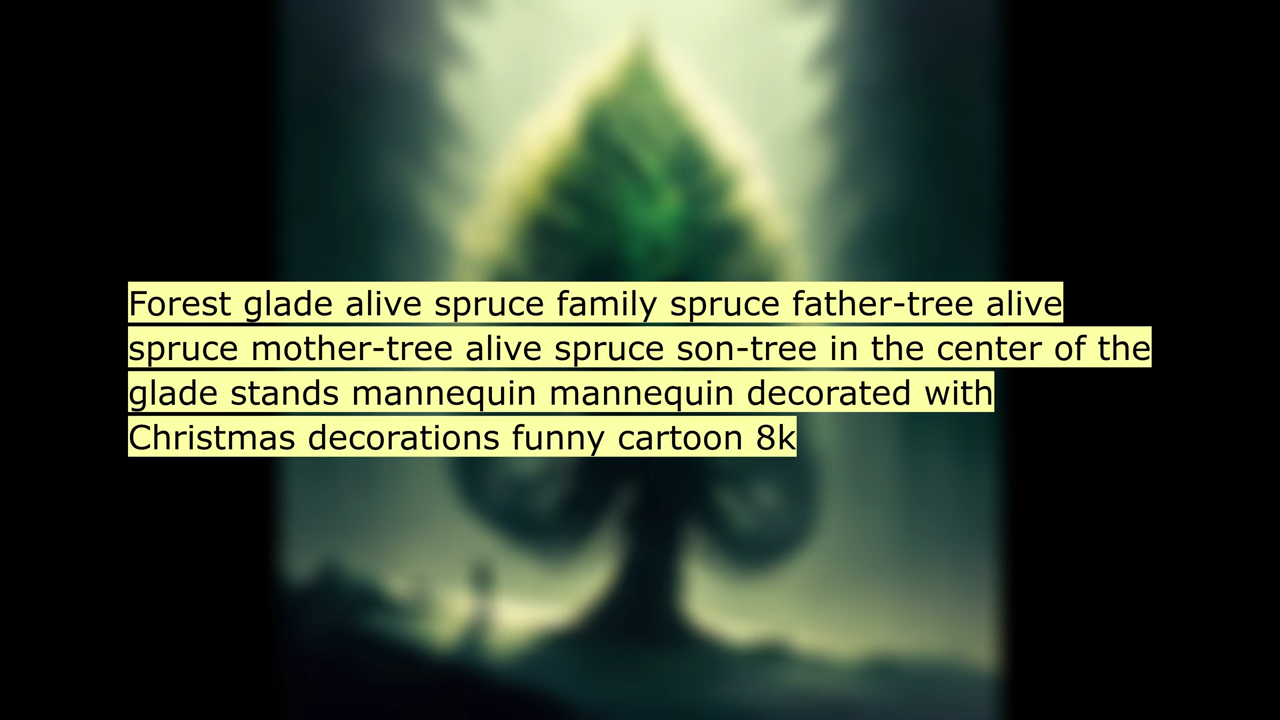 Forest glade alive spruce family spruce father-tree alive
spruce mother-tree alive spruce son-tree in the center of the
glade stands mannequin mannequin decorated with
Christmas decorations funny cartoon 8k